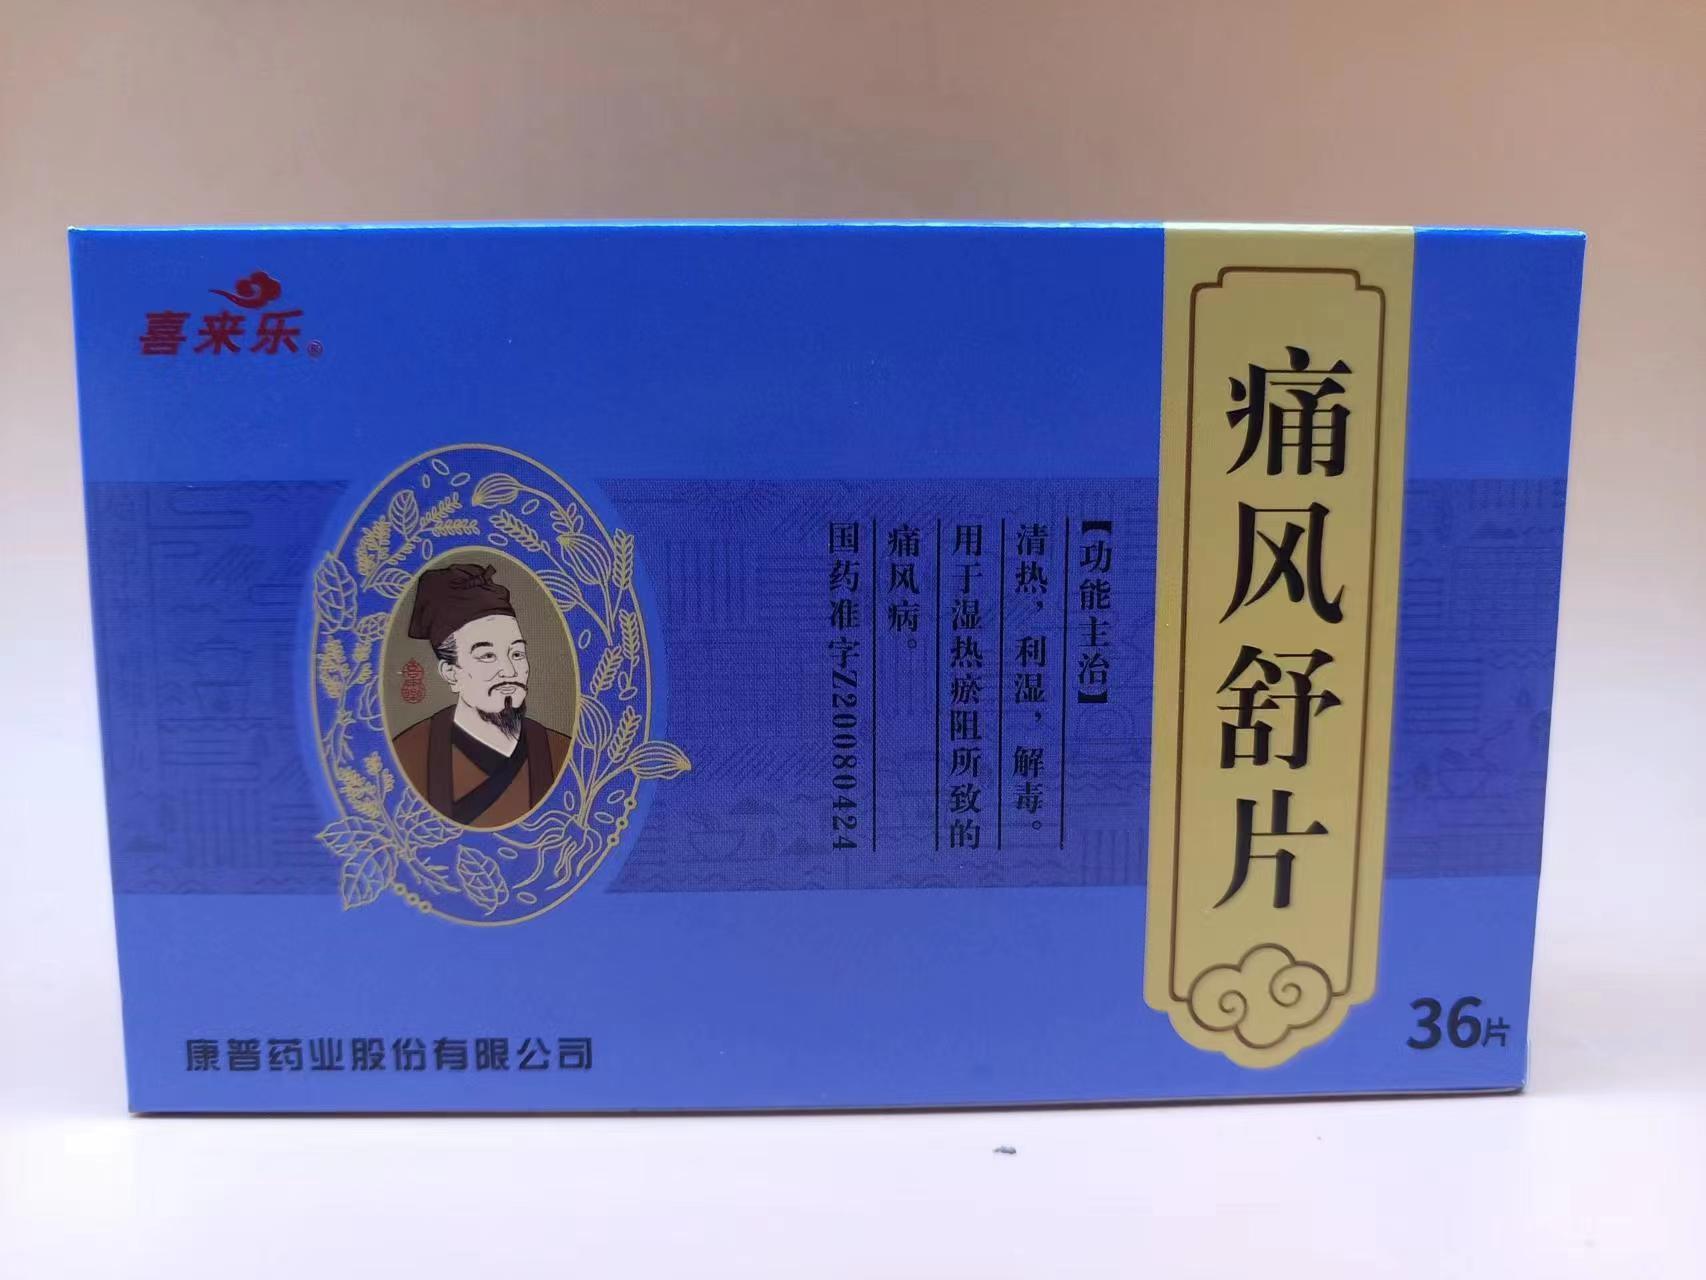 喜来乐
痛风舒片
【功能主治】
清热，利湿，解毒。
用于湿热瘀阻所致的
痛风病。
国药准字Z20080424
36片
康普药业股份有限公司